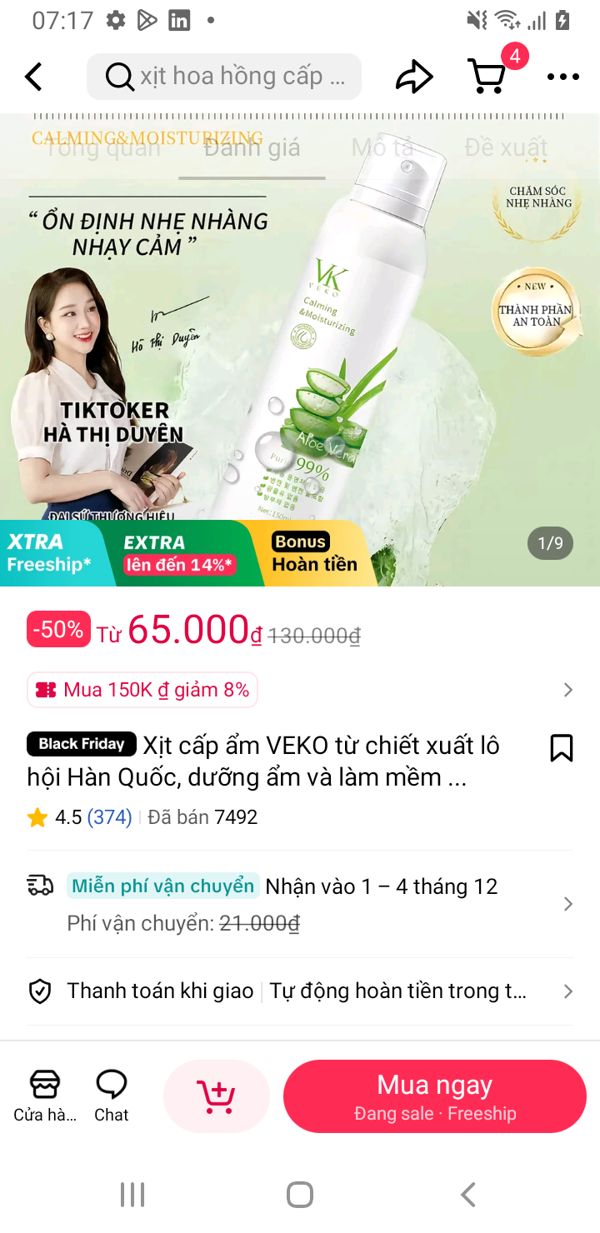 07:17
xịt hoa hồng cấp ...
4
CALMING&MOISTURIZING
Tổng quan Đánh giá Mô tả Đề xuất
“ ỔN ĐỊNH NHẸ NHÀNG
NHẠY CẢM ”
CHĂM SÓC
NHẸ NHÀNG
NEW
THÀNH PHẦN
AN TOÀN
VK
VEKO
Calming
&Moisturizing
TIKTOKER
HÀ THỊ DUYÊN
ĐẠI SỨ THƯƠNG HIỆU
Aloe Vera
99%
XTRA
Freeship*
EXTRA
lên đến 14%*
Bonus
Hoàn tiền
1/9
-50% Từ 65.000₫ 130.000₫
Mua 150K ₫ giảm 8%
Black Friday Xịt cấp ẩm VEKO từ chiết xuất lô
hội Hàn Quốc, dưỡng ẩm và làm mềm ...
4.5 (374) Đã bán 7492
Miễn phí vận chuyển Nhận vào 1 – 4 tháng 12
Phí vận chuyển: 21.000₫
Thanh toán khi giao Tự động hoàn tiền trong t...
Cửa hà... Chat
Mua ngay
Đang sale · Freeship